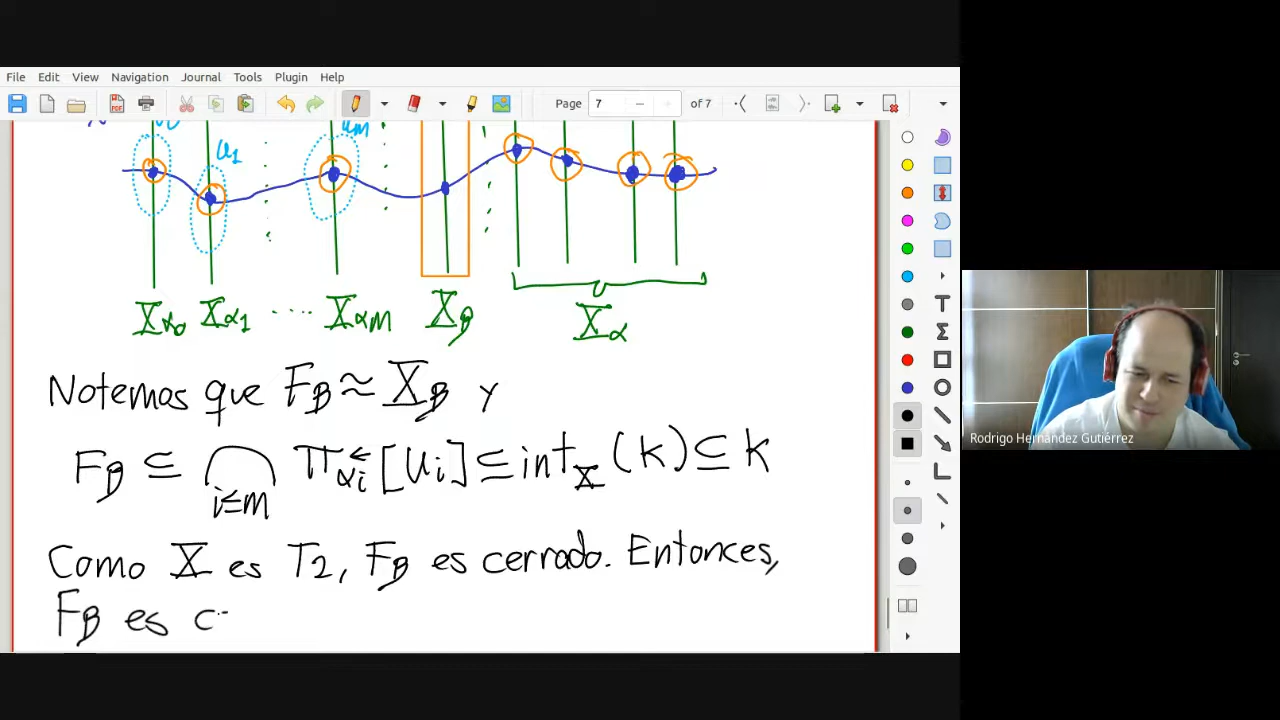 File Edit View Navigation Journal Tools Plugin Help
Page 7 of 7
U1 Um
Xα0 Xα1 ... Xαm Xβ Xα
Notemos que Fβ ≈ Xβ y
Fβ ⊆ ⋂ i≤m π←αi [Ui] ⊆ intX (K) ⊆ K
Como X es T2, Fβ es cerrado. Entonces,
Fβ es c
Rodrigo Hernández Gutiérrez